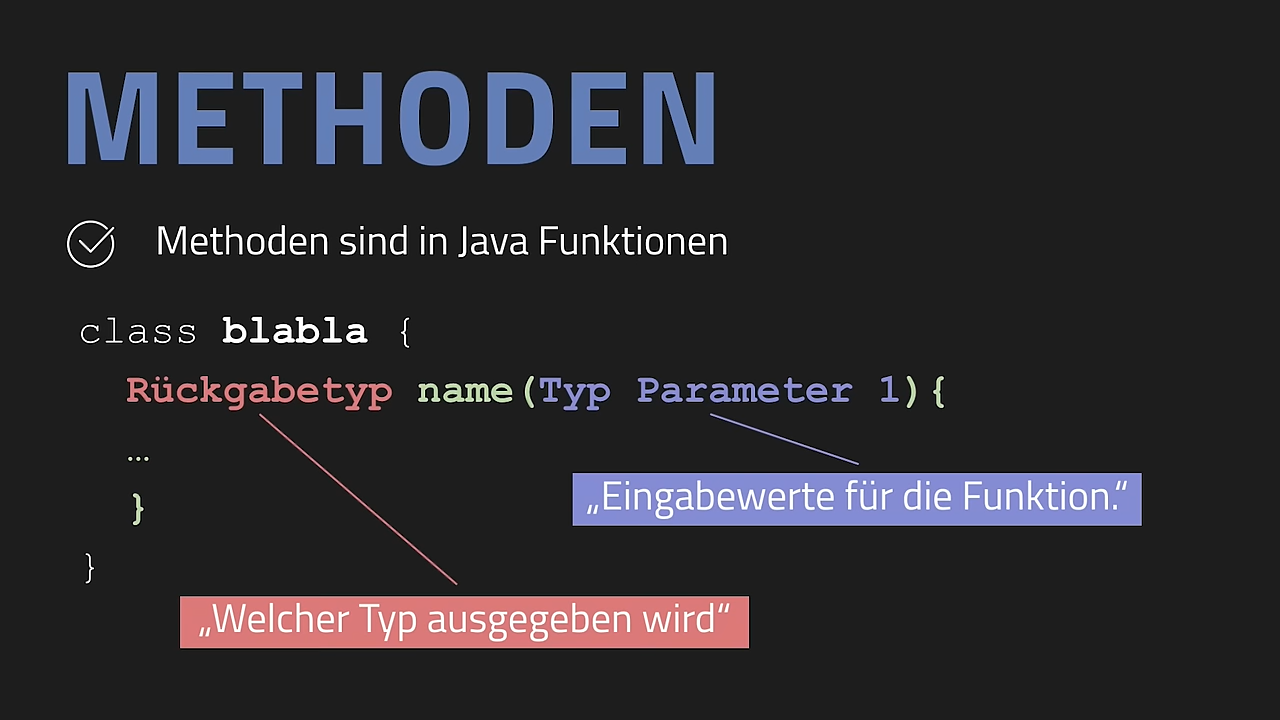 METHODEN
Methoden sind in Java Funktionen
class blabla {
Rückgabetyp name(Typ Parameter 1){
…
}
}
„Eingabewerte für die Funktion.“
„Welcher Typ ausgegeben wird“